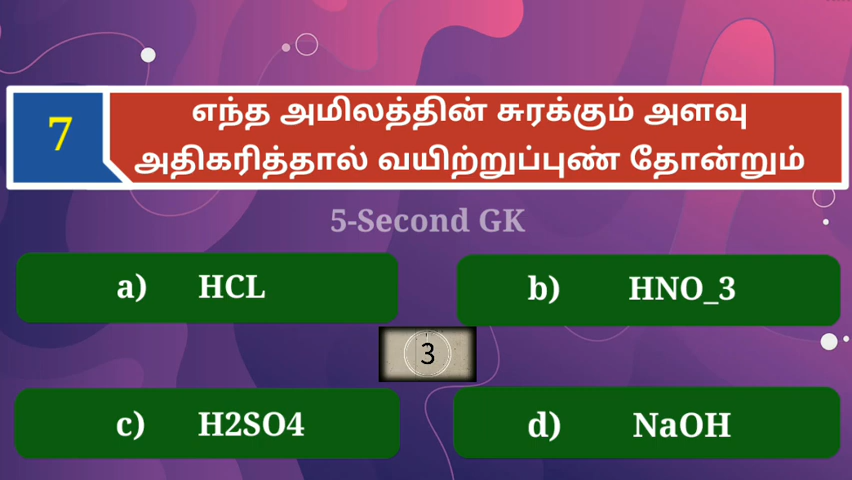 7
எந்த அமிலத்தின் சுரக்கும் அளவு
அதிகரித்தால் வயிற்றுப்புண் தோன்றும்
5-Second GK
a) HCL
b) HNO_3
3
c) H2SO4
d) NaOH